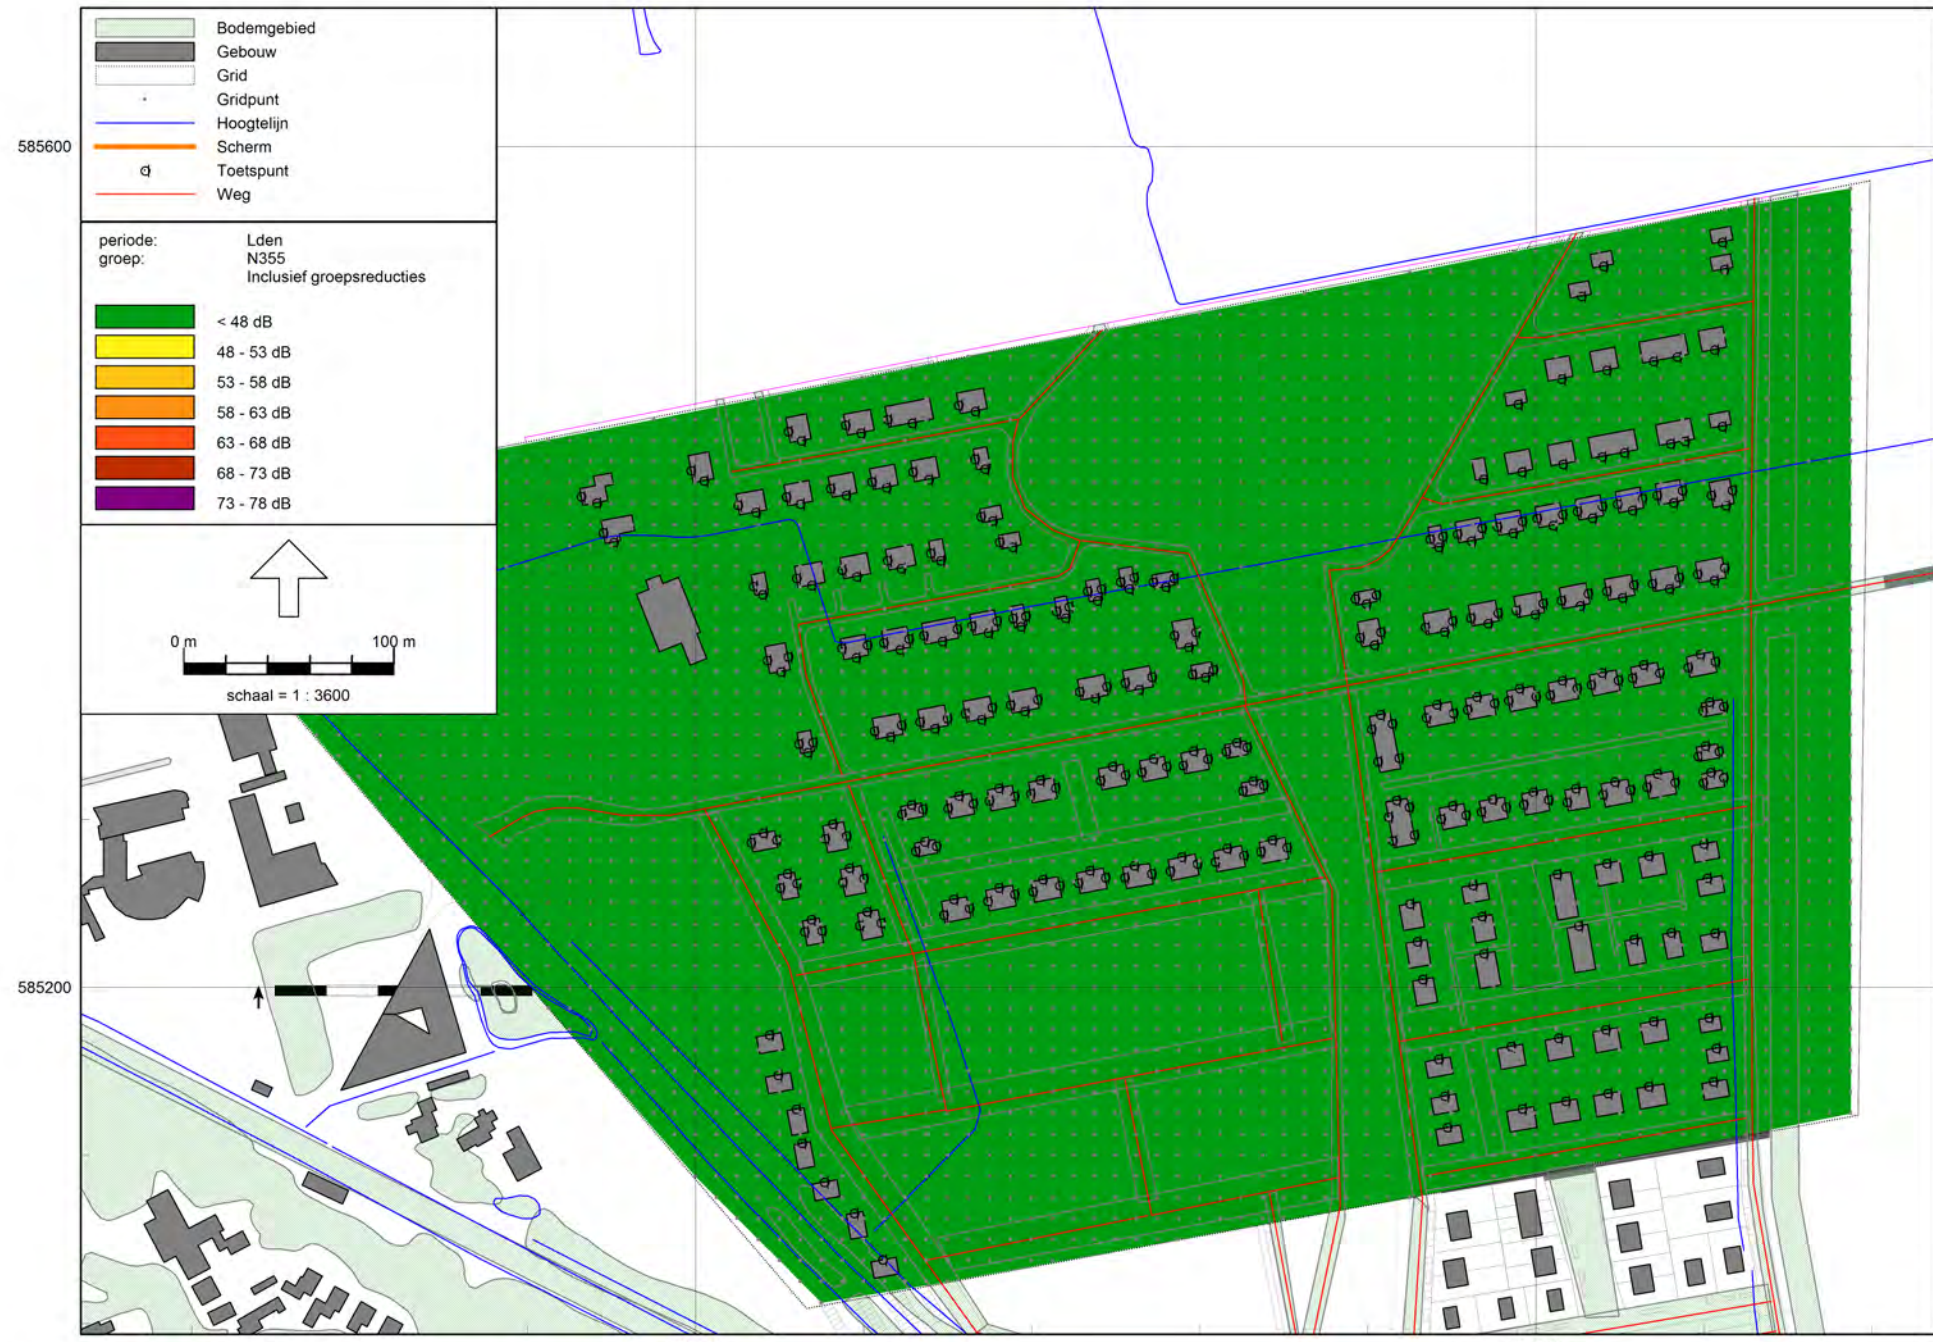 Bodemgebied
Gebouw
Grid
Gridpunt
Hoogtelijn
Scherm
Toetspunt
Weg
585600
periode: Lden
groep: N355
Inclusief groepsreducties
< 48 dB
48 - 53 dB
53 - 58 dB
58 - 63 dB
63 - 68 dB
68 - 73 dB
73 - 78 dB
0 m 100 m
schaal = 1 : 3600
585200